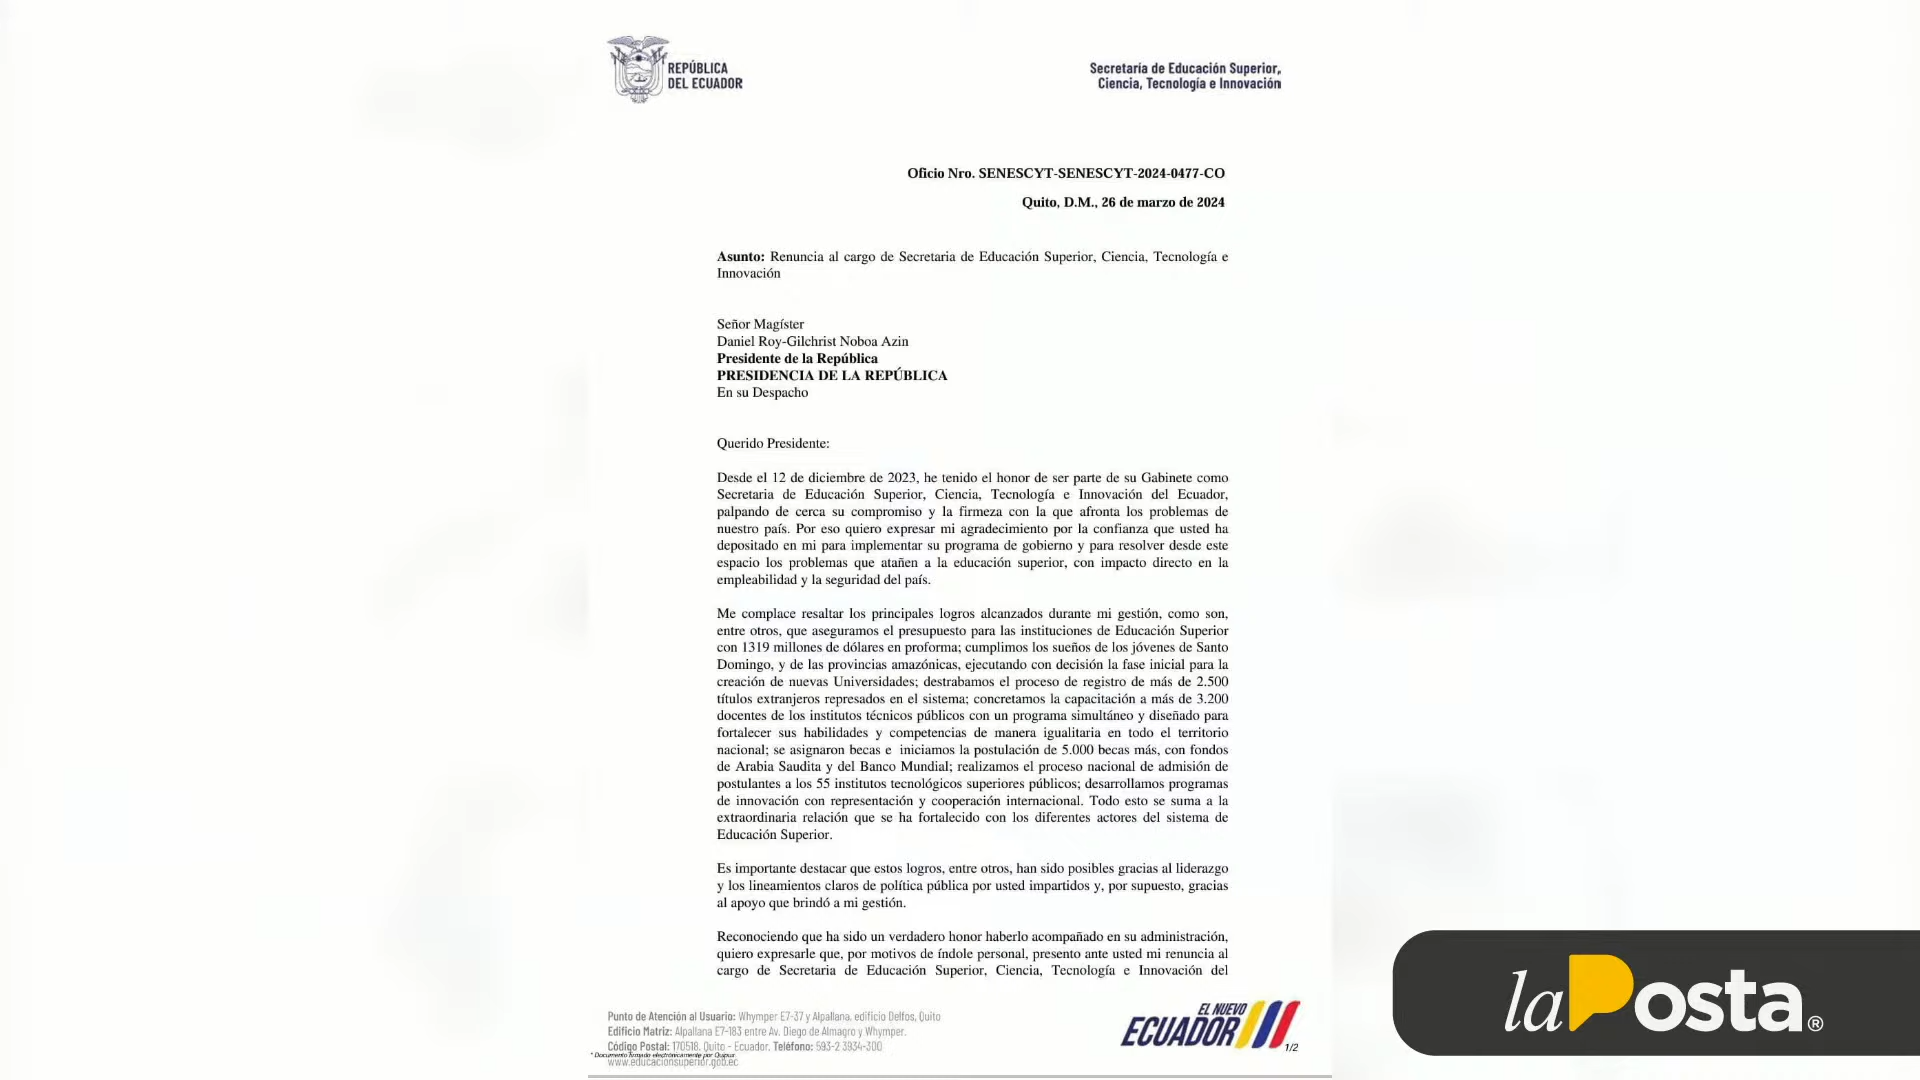 REPÚBLICA
DEL ECUADOR
Secretaría de Educación Superior,
Ciencia, Tecnología e Innovación
Oficio Nro. SENESCYT-SENESCYT-2024-0477-CO
Quito, D.M., 26 de marzo de 2024
Asunto: Renuncia al cargo de Secretaria de Educación Superior, Ciencia, Tecnología e
Innovación
Señor Magíster
Daniel Roy-Gilchrist Noboa Azin
Presidente de la República
PRESIDENCIA DE LA REPÚBLICA
En su Despacho
Querido Presidente:
Desde el 12 de diciembre de 2023, he tenido el honor de ser parte de su Gabinete como
Secretaria de Educación Superior, Ciencia, Tecnología e Innovación del Ecuador,
palpando de cerca su compromiso y la firmeza con la que afronta los problemas de
nuestro país. Por eso quiero expresar mi agradecimiento por la confianza que usted ha
depositado en mi para implementar su programa de gobierno y para resolver desde este
espacio los problemas que atañen a la educación superior, con impacto directo en la
empleabilidad y la seguridad del país.
Me complace resaltar los principales logros alcanzados durante mi gestión, como son,
entre otros, que aseguramos el presupuesto para las instituciones de Educación Superior
con 1319 millones de dólares en proforma; cumplimos los sueños de los jóvenes de Santo
Domingo, y de las provincias amazónicas, ejecutando con decisión la fase inicial para la
creación de nuevas Universidades; destrabamos el proceso de registro de más de 2.500
títulos extranjeros represados en el sistema; concretamos la capacitación a más de 3.200
docentes de los institutos técnicos públicos con un programa simultáneo y diseñado para
fortalecer sus habilidades y competencias de manera igualitaria en todo el territorio
nacional; se asignaron becas e iniciamos la postulación de 5.000 becas más, con fondos
de Arabia Saudita y del Banco Mundial; realizamos el proceso nacional de admisión de
postulantes a los 55 institutos tecnológicos superiores públicos; desarrollamos programas
de innovación con representación y cooperación internacional. Todo esto se suma a la
extraordinaria relación que se ha fortalecido con los diferentes actores del sistema de
Educación Superior.
Es importante destacar que estos logros, entre otros, han sido posibles gracias al liderazgo
y los lineamientos claros de política pública por usted impartidos y, por supuesto, gracias
al apoyo que brindó a mi gestión.
Reconociendo que ha sido un verdadero honor haberlo acompañado en su administración,
quiero expresarle que, por motivos de índole personal, presento ante usted mi renuncia al
cargo de Secretaria de Educación Superior, Ciencia, Tecnología e Innovación del
Punto de Atención al Usuario: Whymper E7-37 y Alpallana, edificio Delfos, Quito
Edificio Matriz: Alpallana E7-183 entre Av. Diego de Almagro y Whymper.
Código Postal: 170518, Quito - Ecuador. Teléfono: 593-2 3934-300
* Documento firmado electrónicamente por Quipux
www.educacionsuperior.gob.ec
EL NUEVO
ECUADOR
1/2
la Posta®